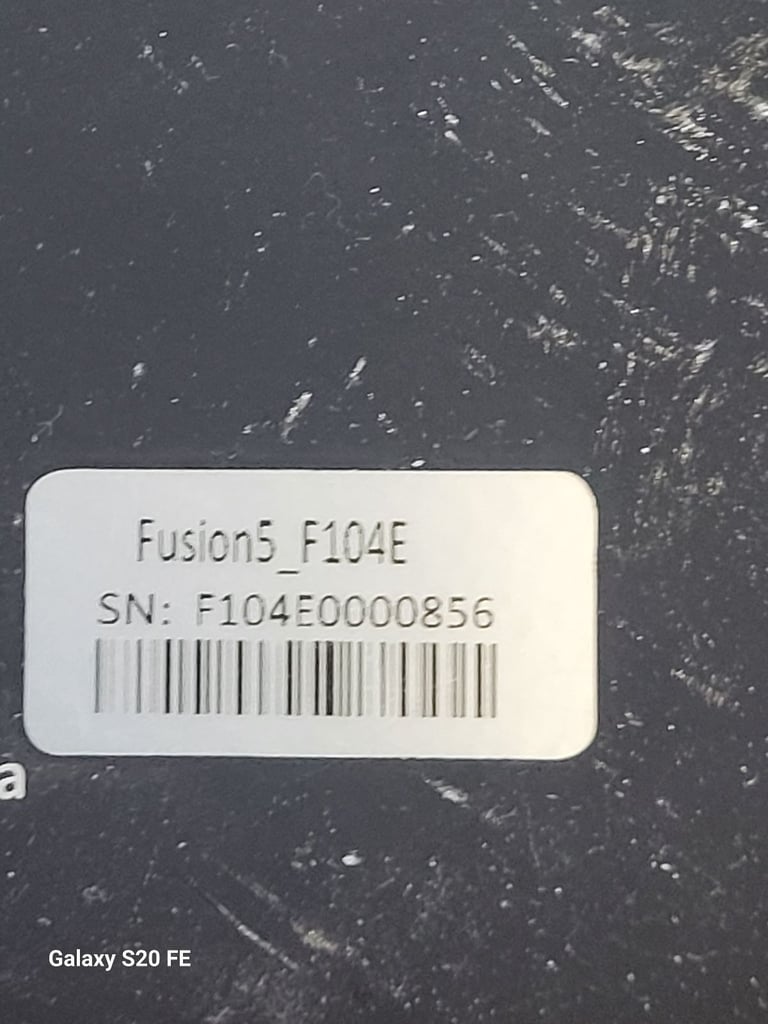 Fusion5_F104E
SN: F104E0000856
a
Galaxy S20 FE